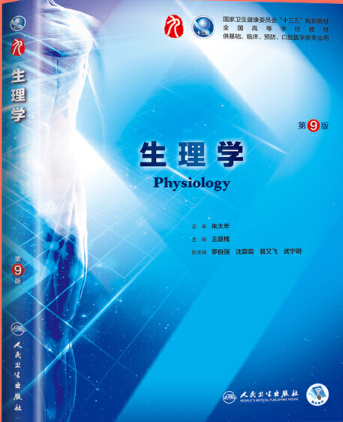 国家卫生健康委员会“十三五”规划教材
全国高等学校教材
供基础、临床、预防、口腔医学类专业用
第9版
生理学
Physiology
主审 朱大年
主编 王庭槐
副主编 罗自强 沈霖霖 管又飞 武宇明
人民卫生出版社
PEOPLE'S MEDICAL PUBLISHING HOUSE
生理学
第9版
人民卫生出版社